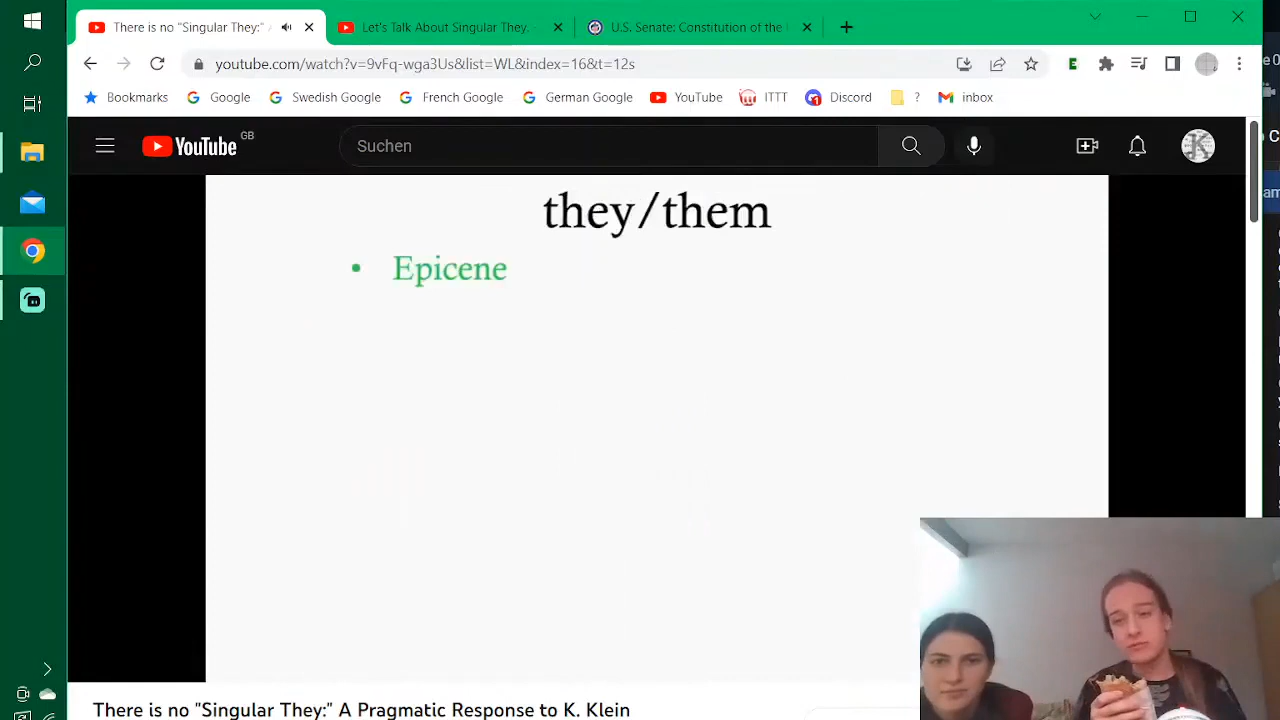 There is no "Singular They:"
Let's Talk About Singular They.
U.S. Senate: Constitution of the
youtube.com/watch?v=9vFq-wga3Us&list=WL&index=16&t=12s
E
Bookmarks
Google
Swedish Google
French Google
German Google
YouTube
ITTT
Discord
?
inbox
YouTube GB
Suchen
K
they/them
• Epicene
There is no "Singular They:" A Pragmatic Response to K. Klein